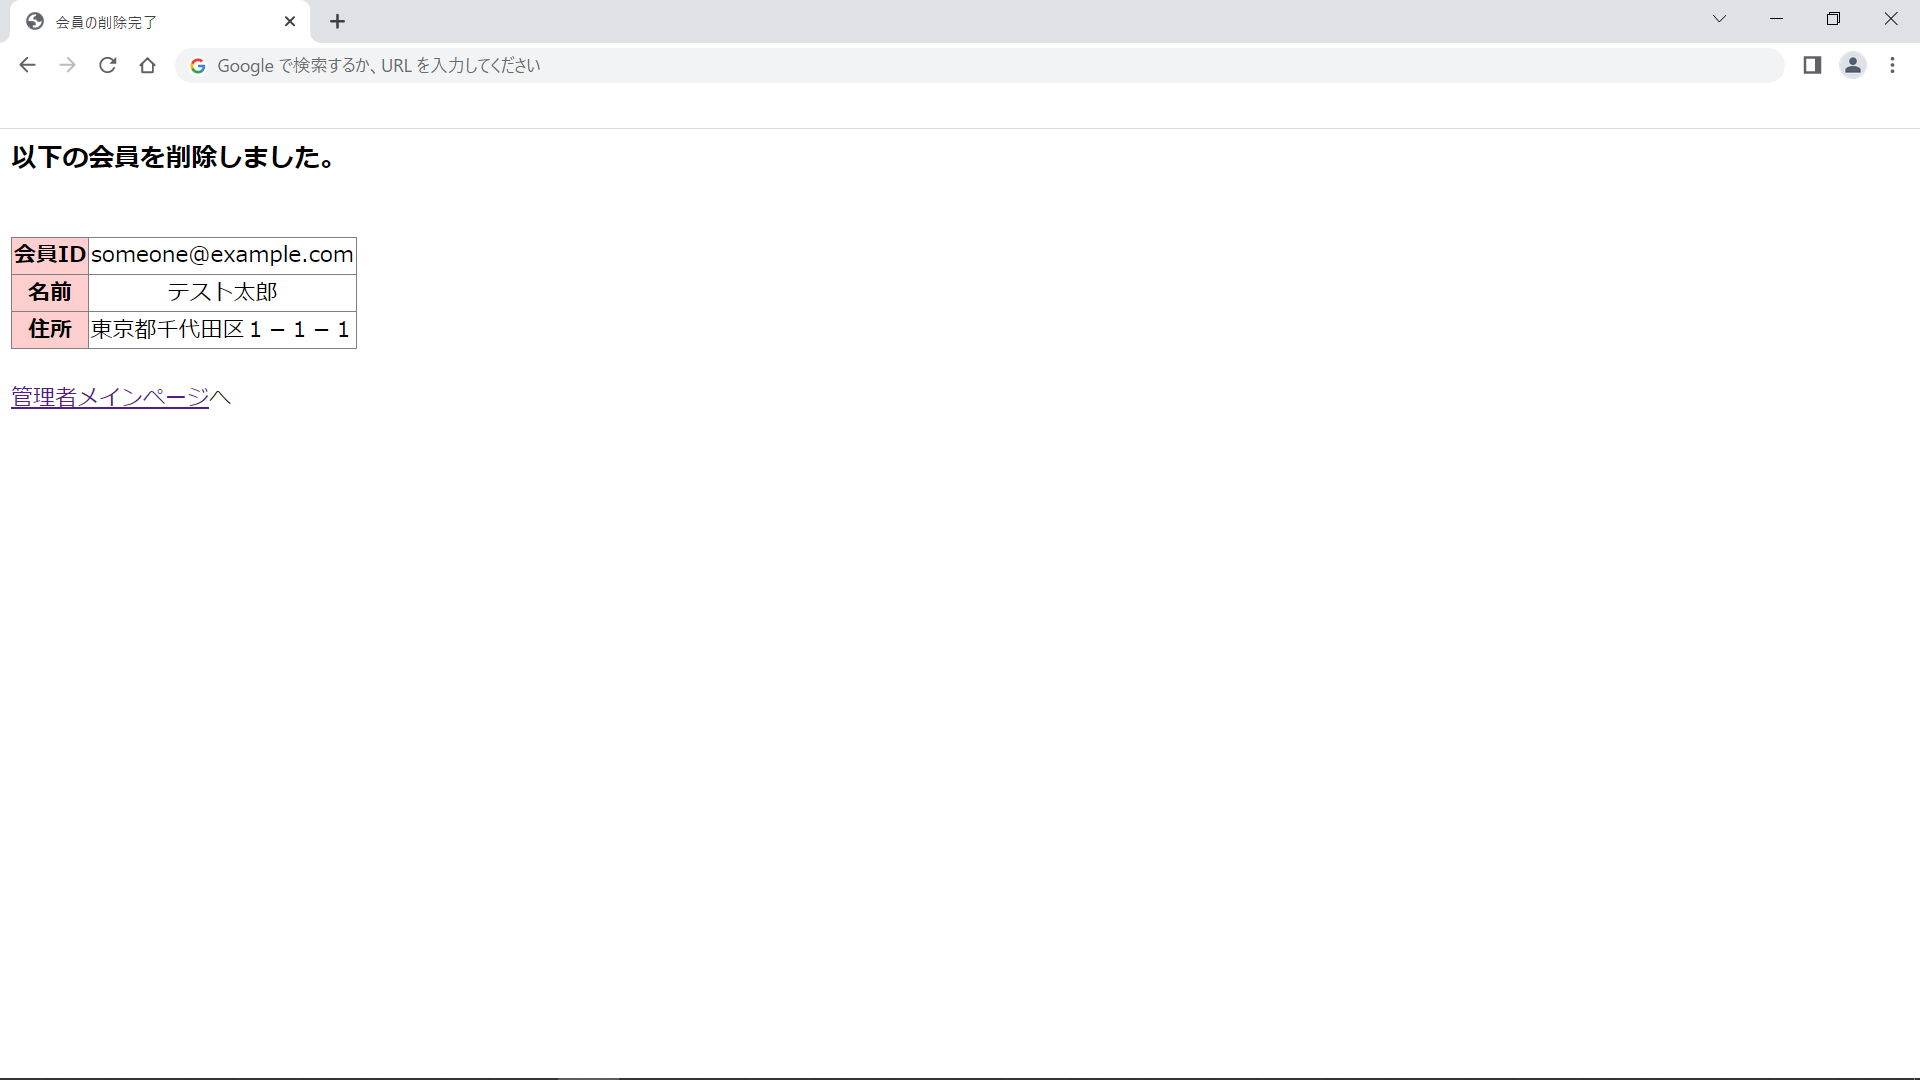 会員の削除完了
Google で検索するか、URL を入力してください
以下の会員を削除しました。
会員ID someone@example.com
名前 テスト太郎
住所 東京都千代田区１－１－１
管理者メインページへ